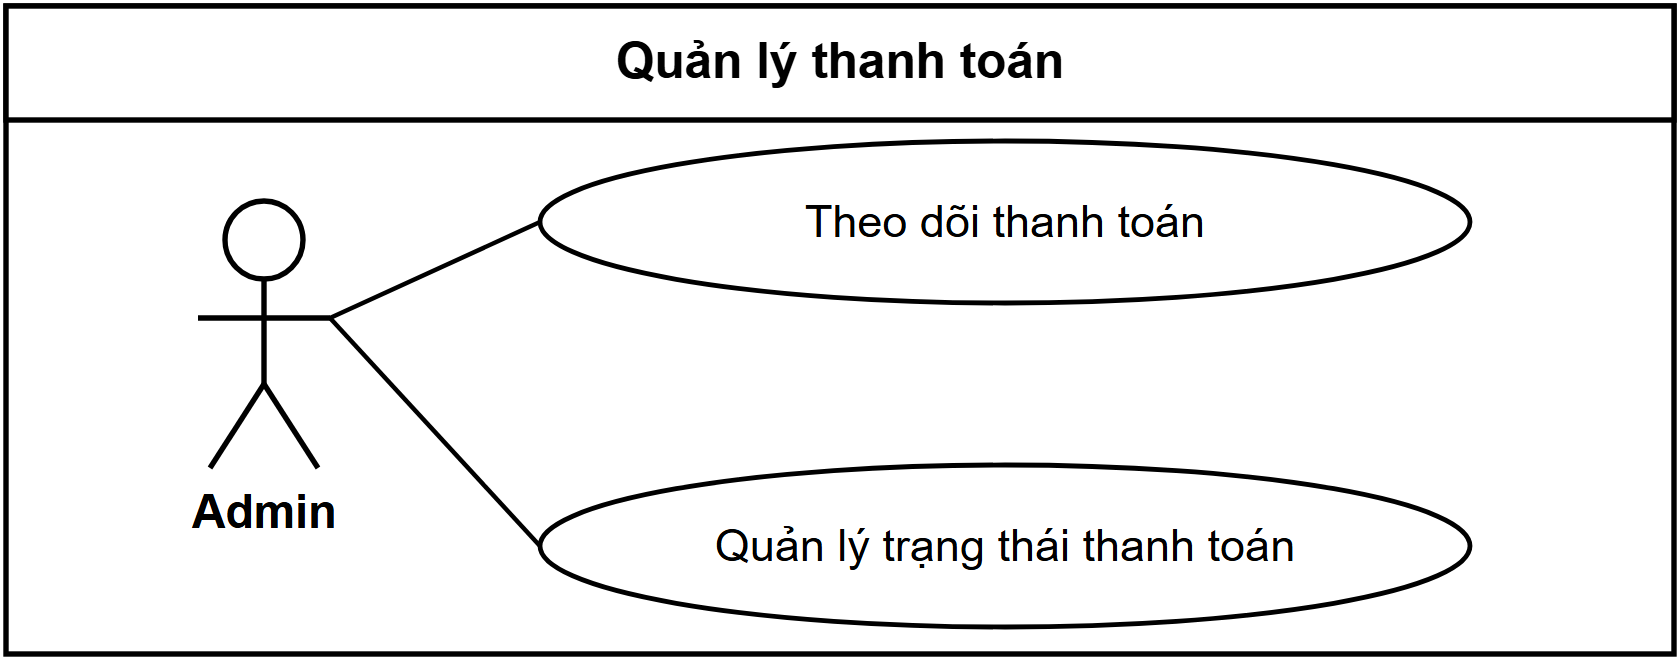 Quản lý thanh toán
Theo dõi thanh toán
Admin
Quản lý trạng thái thanh toán